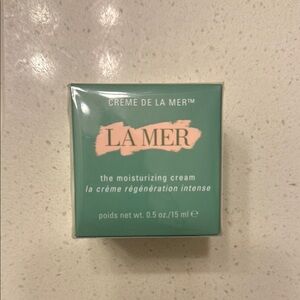 CRÈME DE LA MER™
LA MER
the moisturizing cream
la crème régénération intense
poids net wt. 0.5 oz./15 ml ℮